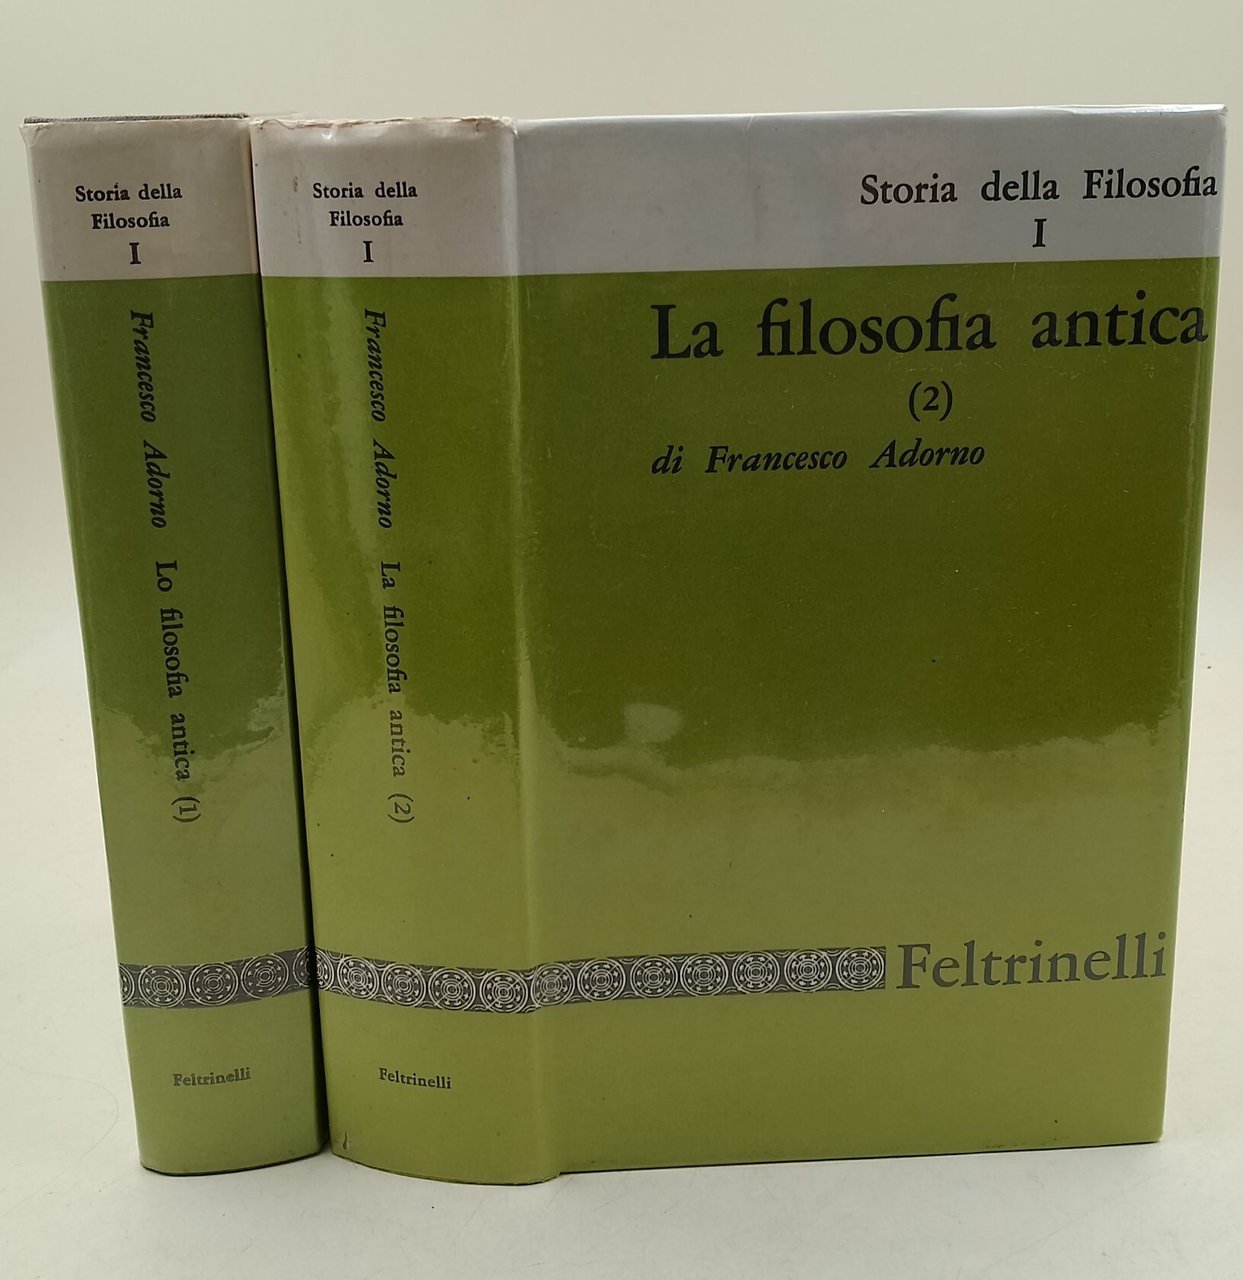 Storia della
Filosofia
I
Francesco Adorno Lo filosofia antica (1)
Feltrinelli
Storia della
Filosofia
I
Francesco Adorno La filosofia antica (2)
Feltrinelli
Storia della Filosofia
I
La filosofia antica
(2)
di Francesco Adorno
Feltrinelli